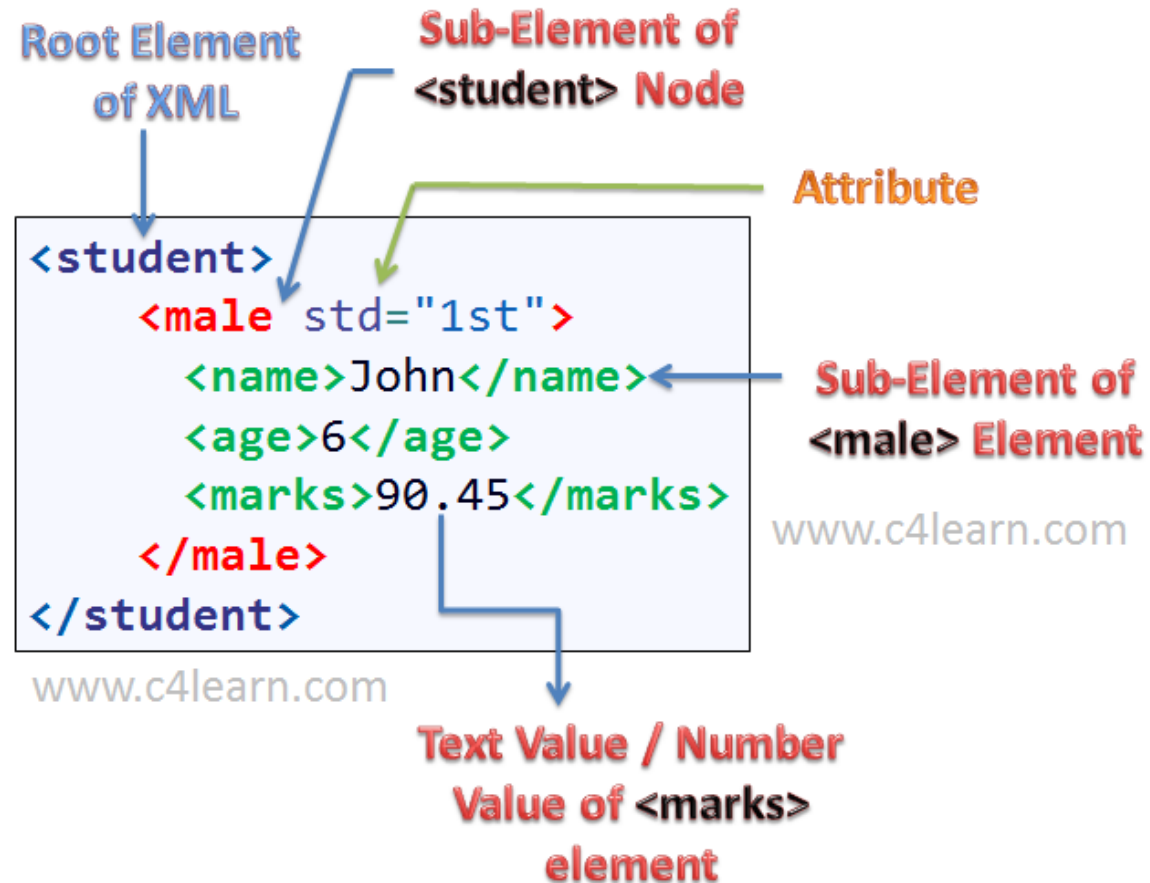 Root Element
of XML
Sub-Element of
<student> Node
Attribute
<student>
<male std="1st">
<name>John</name>
<age>6</age>
<marks>90.45</marks>
</male>
</student>
Sub-Element of
<male> Element
www.c4learn.com
www.c4learn.com
Text Value / Number
Value of <marks>
element